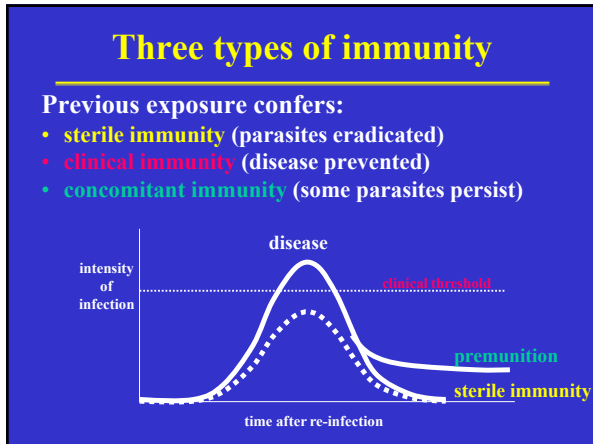 Three types of immunity
Previous exposure confers:
• sterile immunity (parasites eradicated)
• clinical immunity (disease prevented)
• concomitant immunity (some parasites persist)
disease
intensity
of
infection
clinical threshold
premunition
sterile immunity
time after re-infection